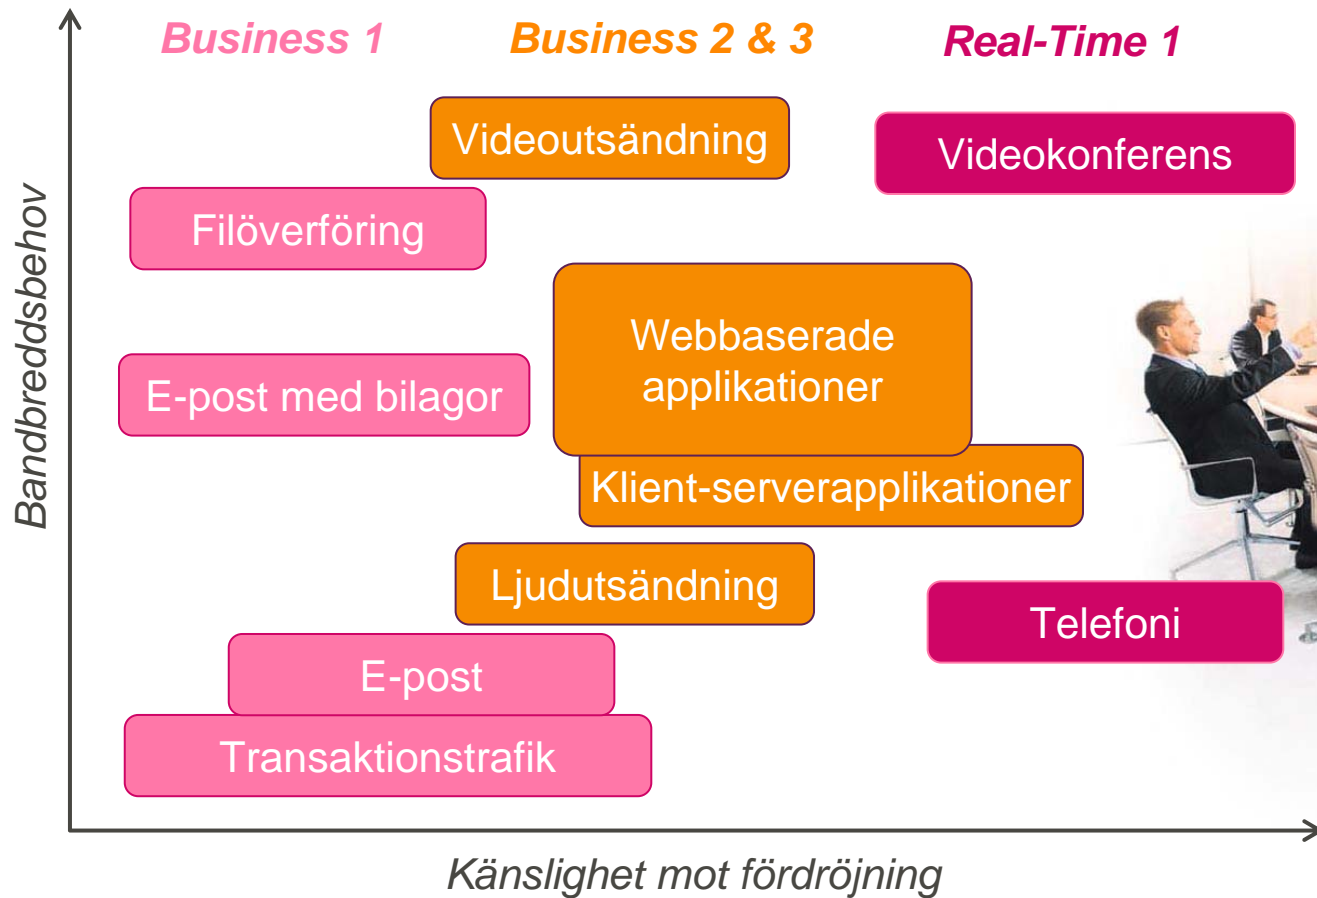 Business 1
Business 2 & 3
Real-Time 1
Videoutsändning
Videokonferens
Filöverföring
Webbaserade
applikationer
E-post med bilagor
Klient-serverapplikationer
Ljudutsändning
Telefoni
E-post
Transaktionstrafik
Bandbreddsbehov
Känslighet mot fördröjning